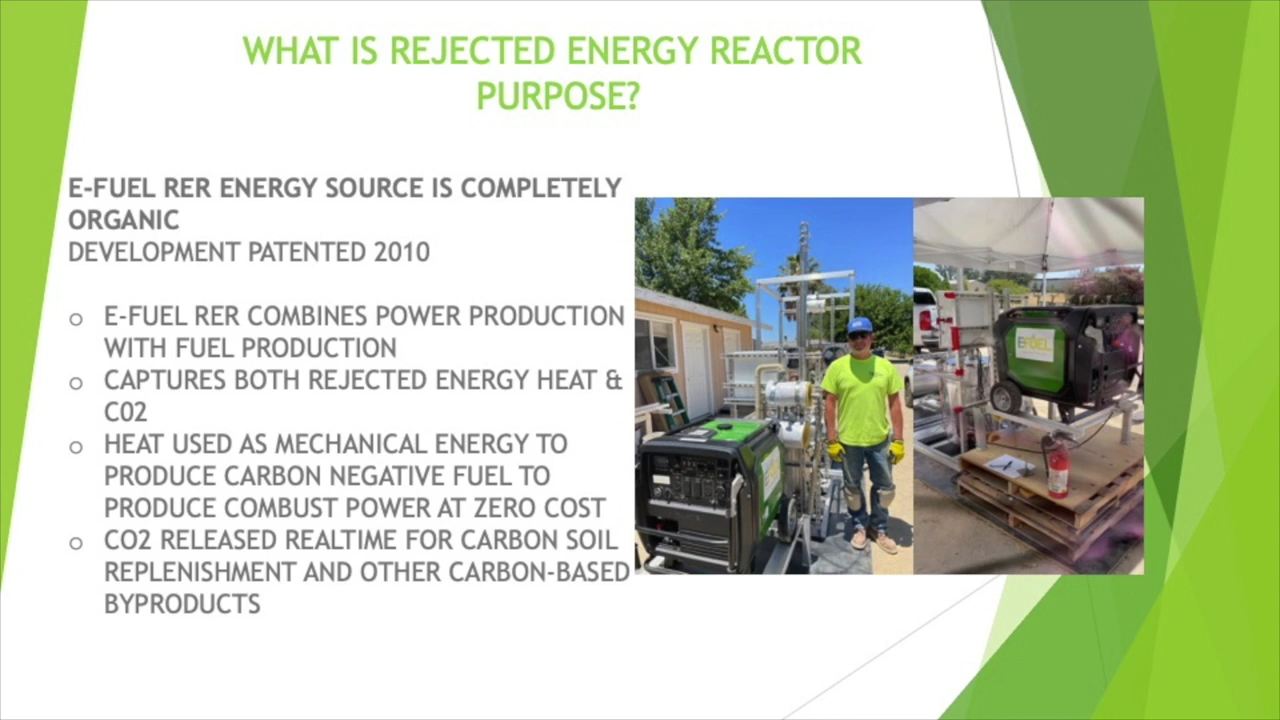 WHAT IS REJECTED ENERGY REACTOR
PURPOSE?
E-FUEL RER ENERGY SOURCE IS COMPLETELY
ORGANIC
DEVELOPMENT PATENTED 2010
o E-FUEL RER COMBINES POWER PRODUCTION
WITH FUEL PRODUCTION
o CAPTURES BOTH REJECTED ENERGY HEAT &
C02
o HEAT USED AS MECHANICAL ENERGY TO
PRODUCE CARBON NEGATIVE FUEL TO
PRODUCE COMBUST POWER AT ZERO COST
o CO2 RELEASED REALTIME FOR CARBON SOIL
REPLENISHMENT AND OTHER CARBON-BASED
BYPRODUCTS
EFUEL